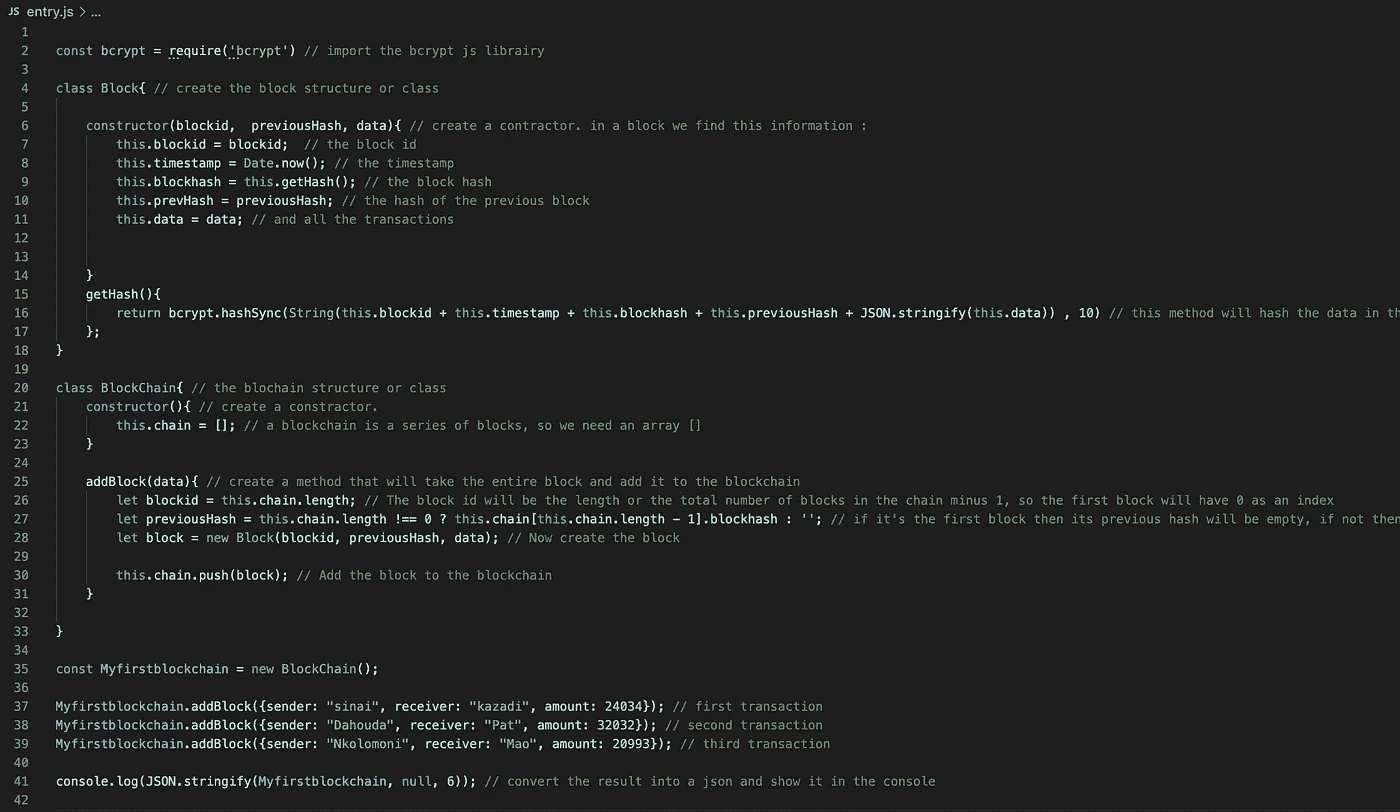 JS entry.js > ...
1
2 const bcrypt = require('bcrypt') // import the bcrypt js librairy
3
4 class Block{ // create the block structure or class
5
6 constructor(blockid,  previousHash, data){ // create a contractor. in a block we find this information :
7 this.blockid = blockid;  // the block id
8 this.timestamp = Date.now(); // the timestamp
9 this.blockhash = this.getHash(); // the block hash
10 this.prevHash = previousHash; // the hash of the previous block
11 this.data = data; // and all the transactions
12
13
14 }
15 getHash(){
16 return bcrypt.hashSync(String(this.blockid + this.timestamp + this.blockhash + this.previousHash + JSON.stringify(this.data)) , 10) // this method will hash the data in th
17 };
18 }
19
20 class BlockChain{ // the blochain structure or class
21 constructor(){ // create a constractor.
22 this.chain = []; // a blockchain is a series of blocks, so we need an array []
23 }
24
25 addBlock(data){ // create a method that will take the entire block and add it to the blockchain
26 let blockid = this.chain.length; // The block id will be the length or the total number of blocks in the chain minus 1, so the first block will have 0 as an index
27 let previousHash = this.chain.length !== 0 ? this.chain[this.chain.length - 1].blockhash : ''; // if it's the first block then its previous hash will be empty, if not then
28 let block = new Block(blockid, previousHash, data); // Now create the block
29
30 this.chain.push(block); // Add the block to the blockchain
31 }
32
33 }
34
35 const Myfirstblockchain = new BlockChain();
36
37 Myfirstblockchain.addBlock({sender: "sinai", receiver: "kazadi", amount: 24034}); // first transaction
38 Myfirstblockchain.addBlock({sender: "Dahouda", receiver: "Pat", amount: 32032}); // second transaction
39 Myfirstblockchain.addBlock({sender: "Nkolomoni", receiver: "Mao", amount: 20993}); // third transaction
40
41 console.log(JSON.stringify(Myfirstblockchain, null, 6)); // convert the result into a json and show it in the console
42